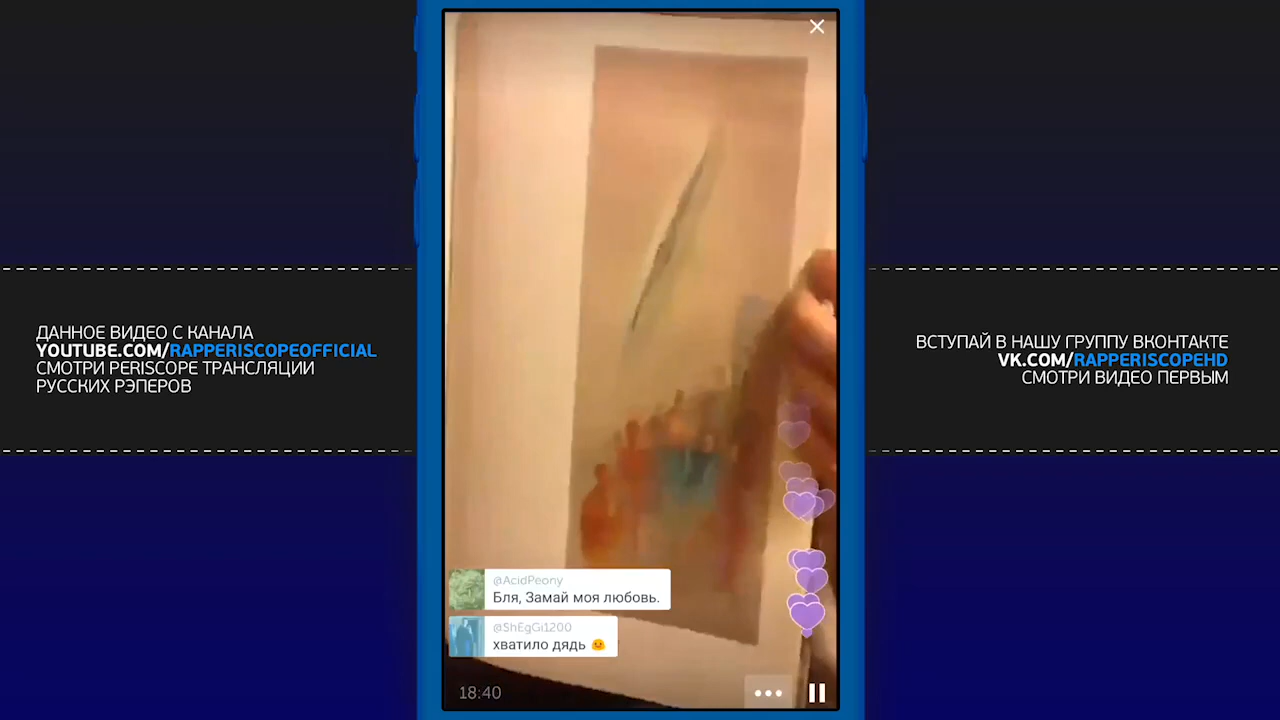 ДАННОЕ ВИДЕО С КАНАЛА
YOUTUBE.COM/RAPPERISCOPEOFFICIAL
СМОТРИ PERISCOPE ТРАНСЛЯЦИИ
РУССКИХ РЭПЕРОВ
ВСТУПАЙ В НАШУ ГРУППУ ВКОНТАКТЕ
VK.COM/RAPPERISCOPEHD
СМОТРИ ВИДЕО ПЕРВЫМ
@AcidPeony
Бля, Замай моя любовь.
@ShEgGi1200
хватило дядь
18:40